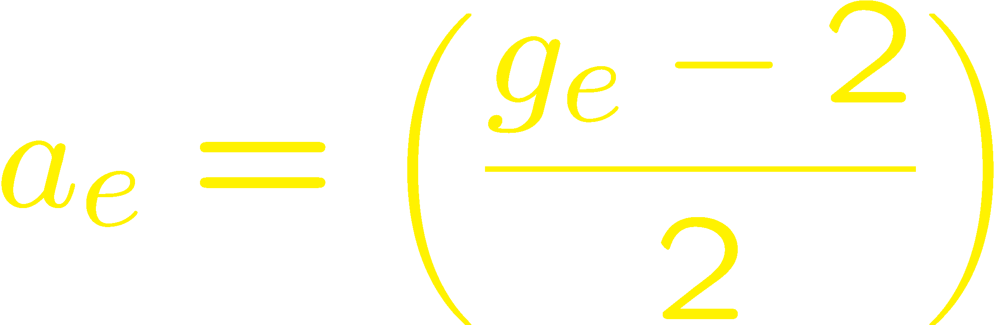 a_e = \left( \frac{g_e - 2}{2} \right)